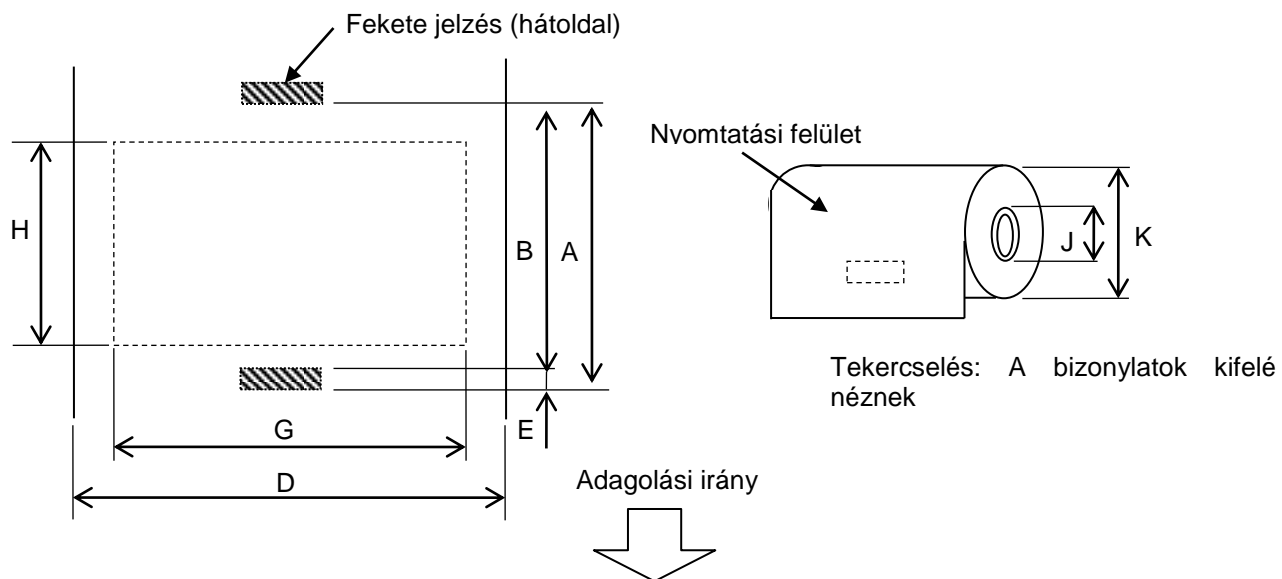 Fekete jelzés (hátoldal)
Nyomtatási felület
H
B
A
J
K
Tekercselés: A bizonylatok kifelé
néznek
E
G
D
Adagolási irány